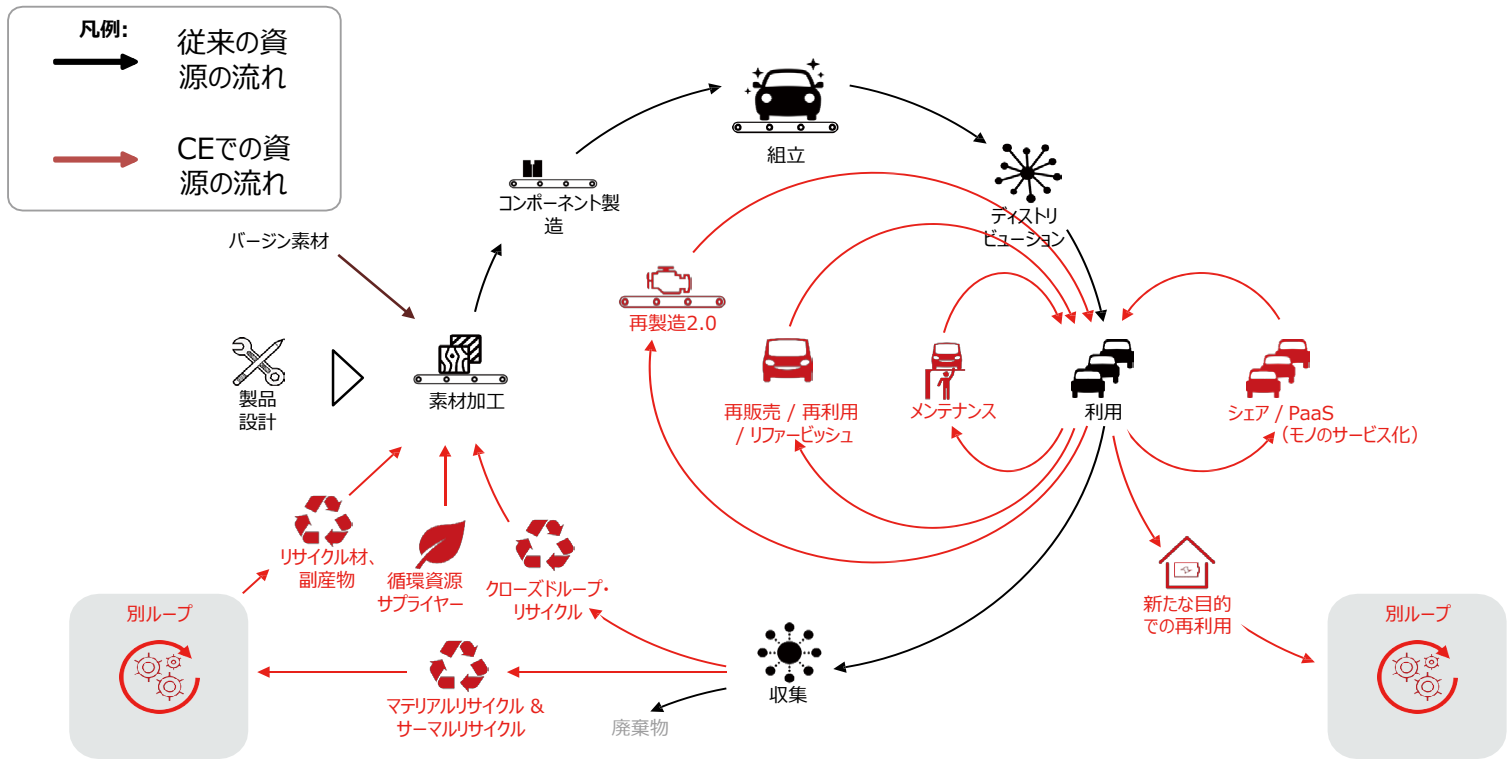 凡例:
従来の資
源の流れ
CEでの資
源の流れ
組立
コンポーネント製
造
ディストリ
ビューション
バージン素材
再製造2.0
製品
設計
素材加工
再販売 / 再利用
/ リファービッシュ
メンテナンス
利用
シェア / PaaS
（モノのサービス化）
リサイクル材、
副産物
循環資源
サプライヤー
クローズドループ・
リサイクル
新たな目的
での再利用
別ループ
別ループ
収集
マテリアルリサイクル &
サーマルリサイクル
廃棄物